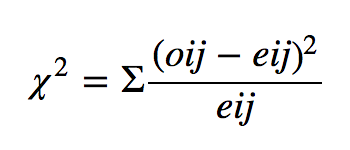 χ² = Σ (oij − eij)² / eij